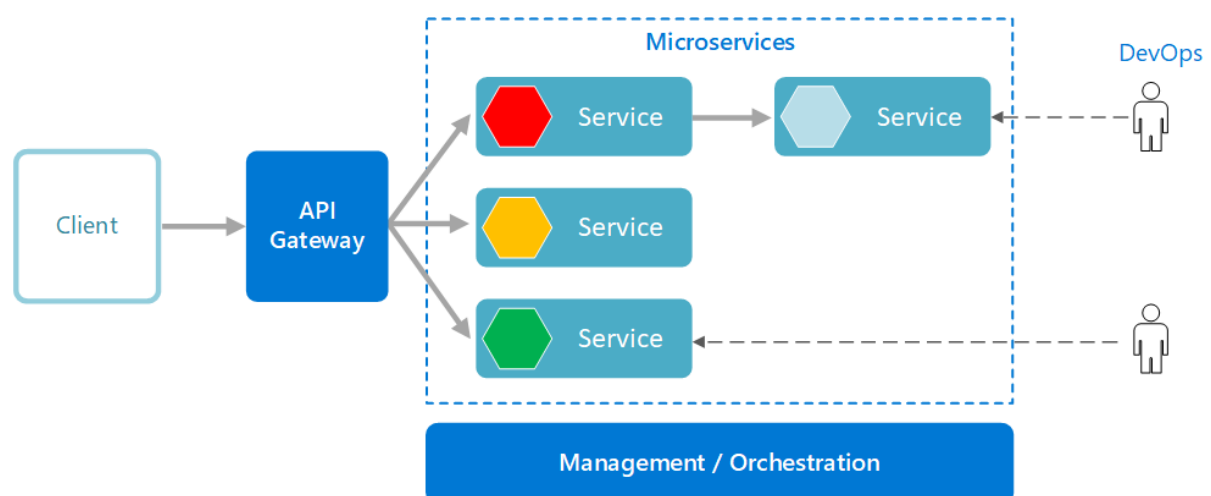 Microservices
DevOps
Service
Service
Client
API
Gateway
Service
Service
Management / Orchestration